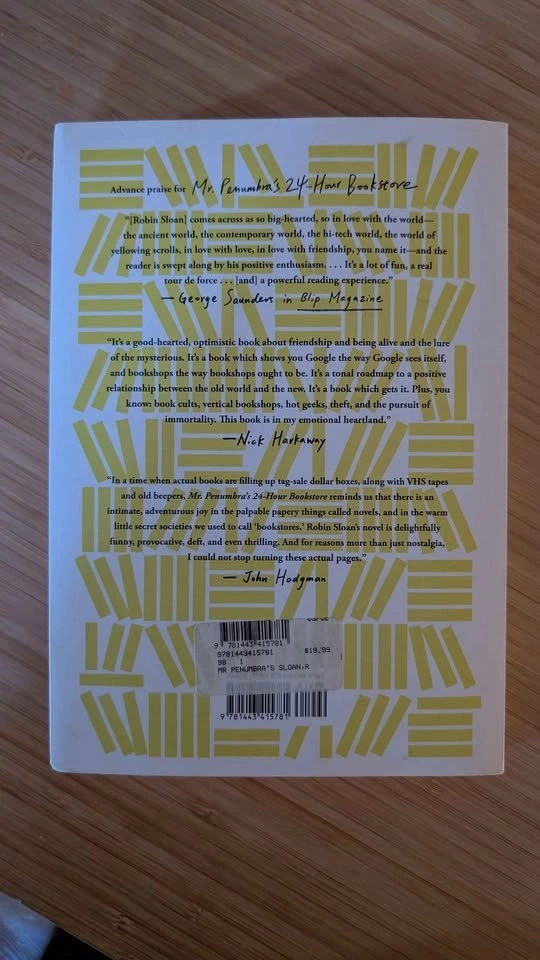 Advance praise for Mr. Penumbra's 24-Hour Bookstore
“[Robin Sloan] comes across as so big-hearted, so in love with the world—
the ancient world, the contemporary world, the hi-tech world, the world of
yellowing scrolls, in love with love, in love with friendship, you name it—and the
reader is swept along by his positive enthusiasm. . . . It's a lot of fun, a real
tour de force . . . [and] a powerful reading experience.”
— George Saunders in Blip Magazine
“It's a good-hearted, optimistic book about friendship and being alive and the lure
of the mysterious. It's a book which shows you Google the way Google sees itself,
and bookshops the way bookshops ought to be. It's a tonal roadmap to a positive
relationship between the old world and the new. It's a book which gets it. Plus, you
know: book cults, vertical bookshops, hot geeks, theft, and the pursuit of
immortality. This book is in my emotional heartland.”
—Nick Harkaway
“In a time when actual books are filling up tag-sale dollar boxes, along with VHS tapes
and old beepers, Mr. Penumbra's 24-Hour Bookstore reminds us that there is an
intimate, adventurous joy in the palpable papery things called novels, and in the warm
little secret societies we used to call ‘bookstores.’ Robin Sloan's novel is delightfully
funny, provocative, deft, and even thrilling. And for reasons more than just nostalgia,
I could not stop turning these actual pages.”
— John Hodgman
9 781443 415781
9781443415781 $19.99
98 1
MR PENUMBRA'S SLOAN,R
9 781443 415781